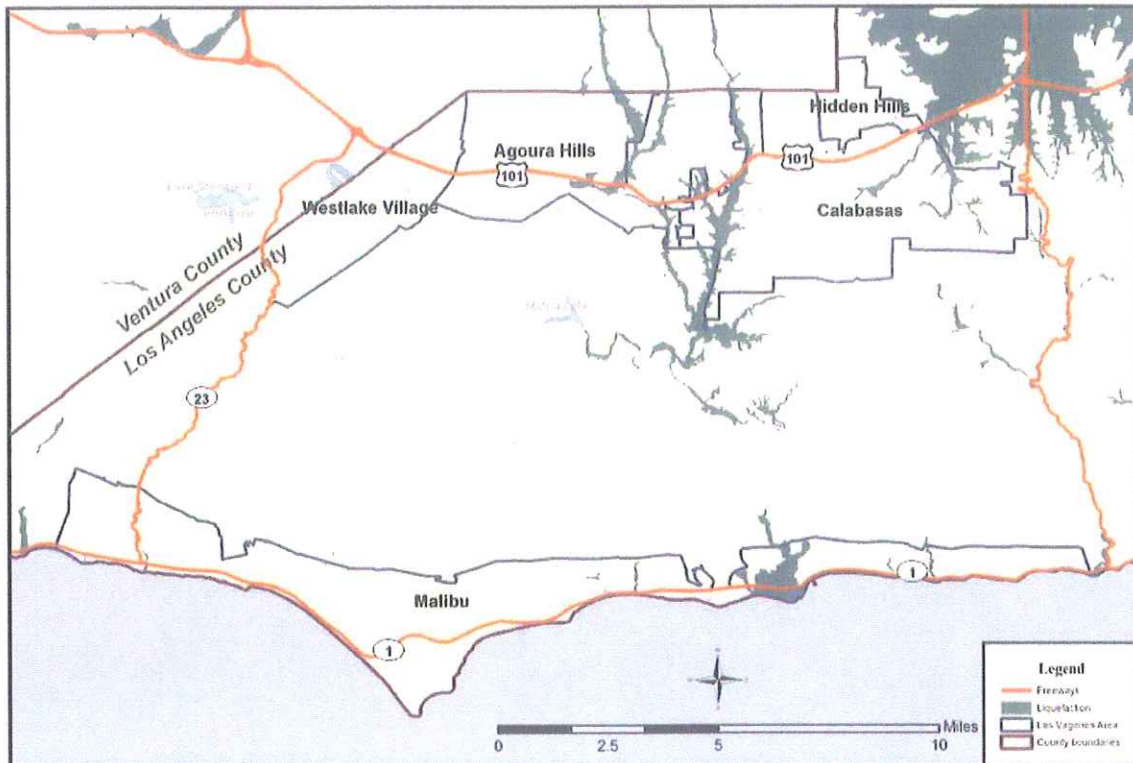 Hidden Hills
Agoura Hills
101
101
Westlake Village
Calabasas
Ventura County
Los Angeles County
23
Malibu
1
1
Miles
0
2.5
5
10
Legend
Freeways
Liquefaction
Las Virgenes Area
County boundaries